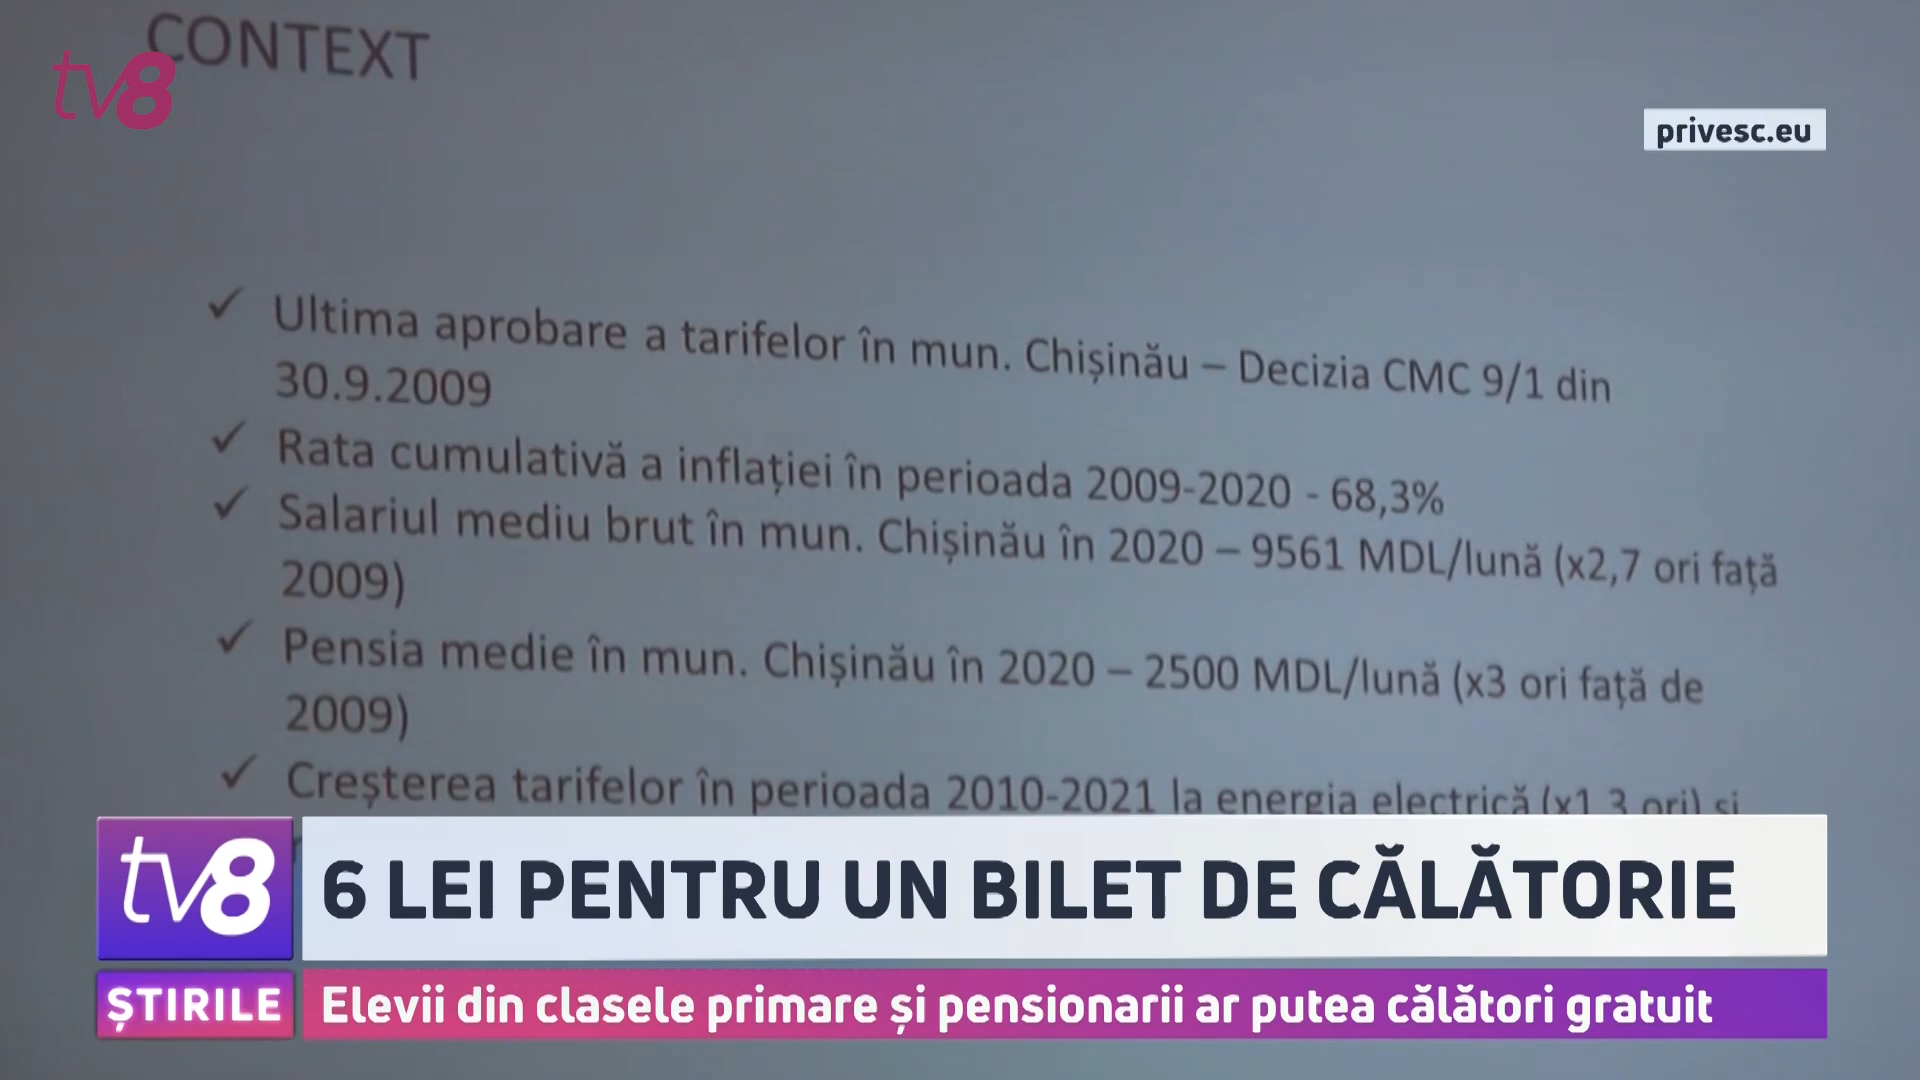 CONTEXT
tv8
privesc.eu
✓ Ultima aprobare a tarifelor în mun. Chișinău – Decizia CMC 9/1 din
30.9.2009
✓ Rata cumulativă a inflației în perioada 2009-2020 - 68,3%
✓ Salariul mediu brut în mun. Chișinău în 2020 – 9561 MDL/lună (x2,7 ori față
2009)
✓ Pensia medie în mun. Chișinău în 2020 – 2500 MDL/lună (x3 ori față de
2009)
✓ Creșterea tarifelor în perioada 2010-2021 la energia electrică (x1,3 ori) și
tv8
6 LEI PENTRU UN BILET DE CĂLĂTORIE
ȘTIRILE
Elevii din clasele primare și pensionarii ar putea călători gratuit